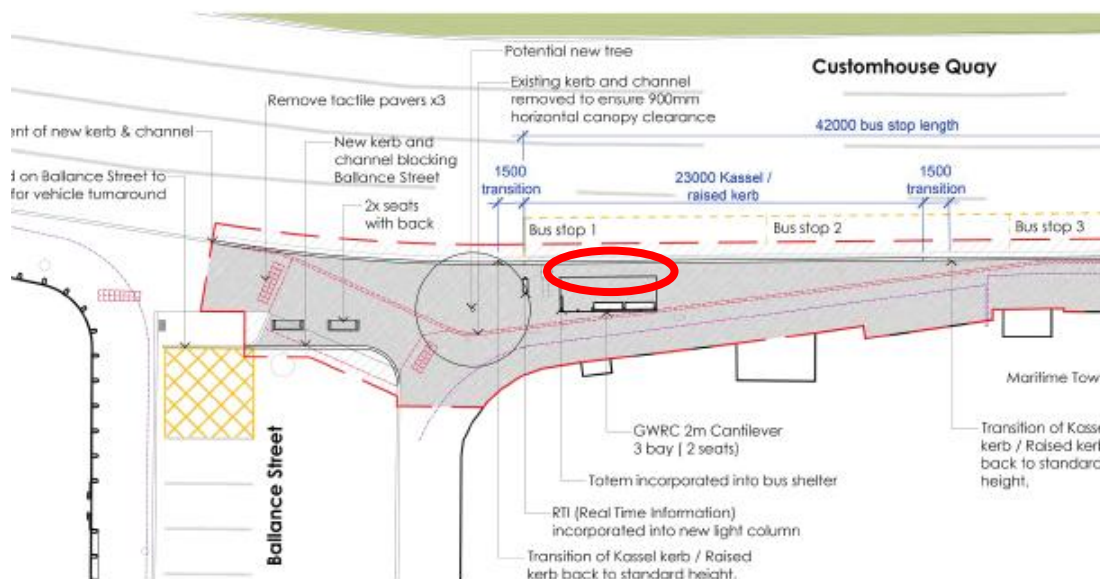 Potential new tree
Customhouse Quay
Existing kerb and channel
removed to ensure 900mm
horizontal canopy clearance
Remove tactile pavers x3
ent of new kerb & channel
New kerb and
channel blocking
Ballance Street
d on Ballance Street to
for vehicle turnaround
2x seats
with back
42000 bus stop length
1500
transition
23000 Kassel /
raised kerb
1500
transition
Bus stop 1
Bus stop 2
Bus stop 3
Maritime Tow
GWRC 2m Cantilever
3 bay ( 2 seats)
Totem incorporated into bus shelter
RTI (Real Time Information)
incorporated into new light column
Transition of Kassel kerb / Raised
kerb back to standard height.
Transition of Kasse
kerb / Raised kerb
back to standard
height.
Ballance Street